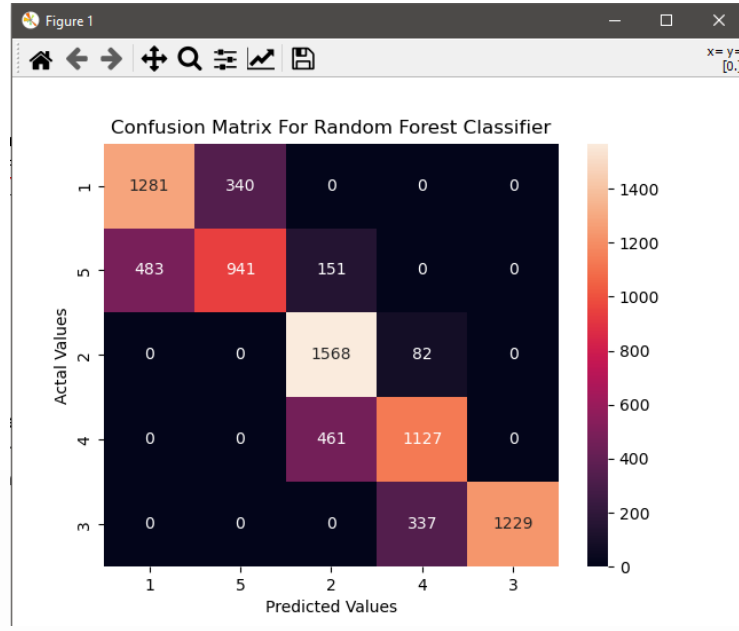 Figure 1
x= y=
[0.]
Confusion Matrix For Random Forest Classifier
1 1281 340 0 0 0
5 483 941 151 0 0
2 0 0 1568 82 0
4 0 0 461 1127 0
3 0 0 0 337 1229
1 5 2 4 3
Predicted Values
Actal Values
1400
1200
1000
800
600
400
200
0